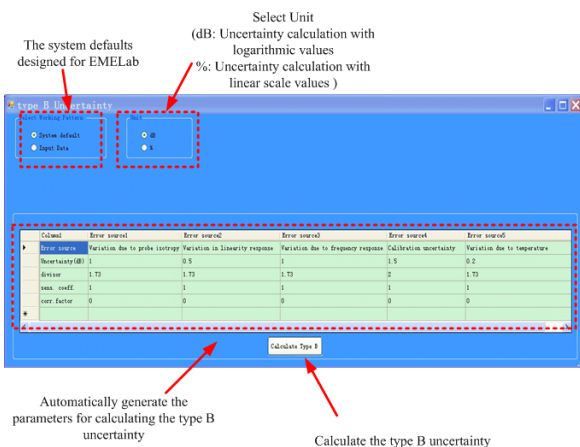 Select Unit
(dB: Uncertainty calculation with
logarithmic values
%: Uncertainty calculation with
linear scale values )
The system defaults
designed for EMELab
type B Uncertainty
Select Working Pattern
Unit
System default
dB
Input Data
%
Column1 Error source1 Error source2 Error source3 Error source4 Error source5
Error source Variation due to probe isotropy Variation in linearity response Variation due to frequency response Calibration uncertainty Variation due to temperature
Uncertainty(dB) 1 0.5 1 1.5 0.2
divisor 1.73 1.73 1.73 2 1.73
sens. coeff. 1 1 1 1 1
corr.factor 0 0 0 0 0
Calculate Type B
Automatically generate the
parameters for calculating the type B
uncertainty
Calculate the type B uncertainty